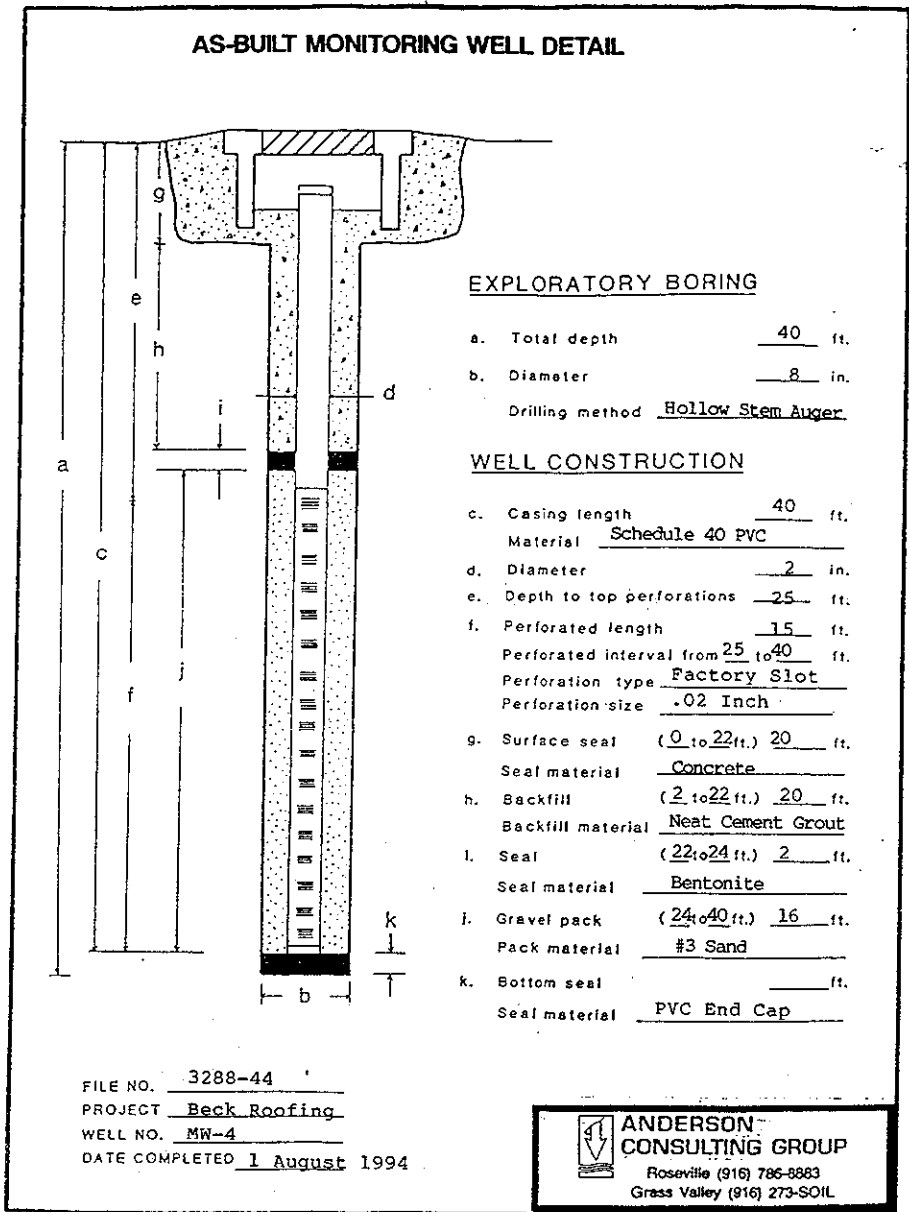 AS-BUILT MONITORING WELL DETAIL
g
e
h
d
i
a
c
j
f
k
b
EXPLORATORY BORING
a. Total depth 40 ft.
b. Diameter 8 in.
Drilling method Hollow Stem Auger
WELL CONSTRUCTION
c. Casing length 40 ft.
Material Schedule 40 PVC
d. Diameter 2 in.
e. Depth to top perforations 25 ft.
f. Perforated length 15 ft.
Perforated interval from 25 to 40 ft.
Perforation type Factory Slot
Perforation size .02 Inch
g. Surface seal (0 to 22 ft.) 20 ft.
Seal material Concrete
h. Backfill (2 to 22 ft.) 20 ft.
Backfill material Neat Cement Grout
i. Seal (22 to 24 ft.) 2 ft.
Seal material Bentonite
j. Gravel pack (24 to 40 ft.) 16 ft.
Pack material #3 Sand
k. Bottom seal ft.
Seal material PVC End Cap
FILE NO. 3288-44
PROJECT Beck Roofing
WELL NO. MW-4
DATE COMPLETED 1 August 1994
ANDERSON
CONSULTING GROUP
Roseville (916) 786-8883
Grass Valley (916) 273-SOIL